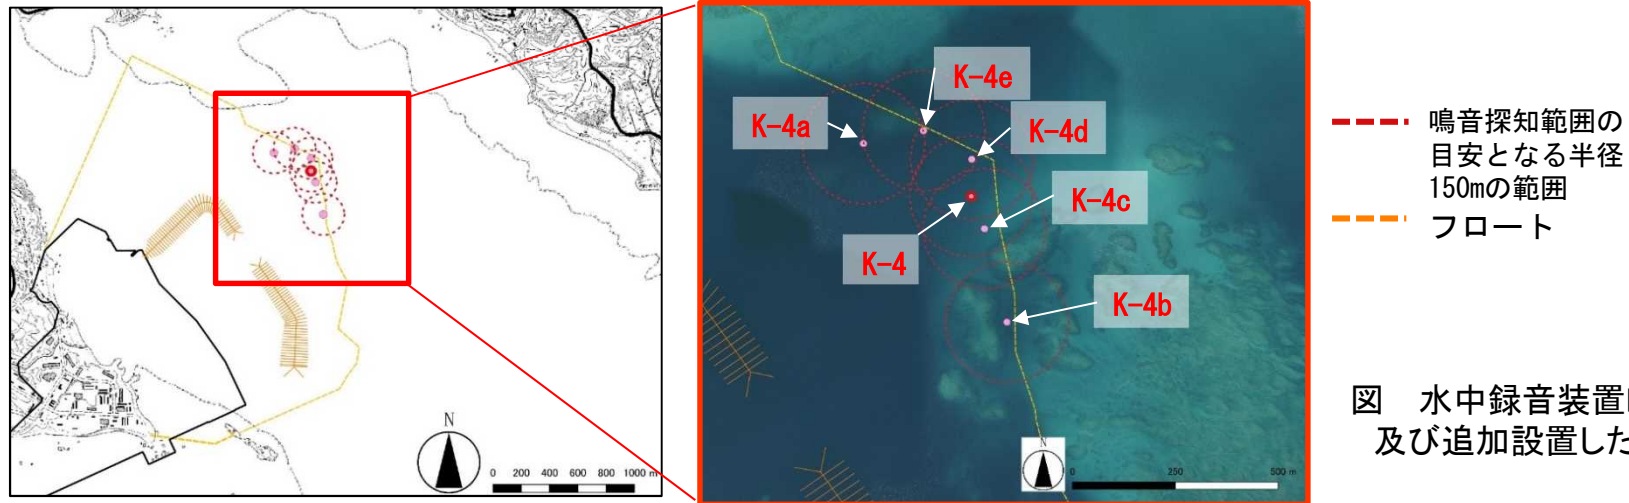 K-4e
K-4a
K-4d
K-4c
K-4
K-4b
N
0 200 400 600 800 1000 m
N
0 250 500 m
鳴音探知範囲の
目安となる半径
150mの範囲
フロート
図 水中録音装置
及び追加設置した